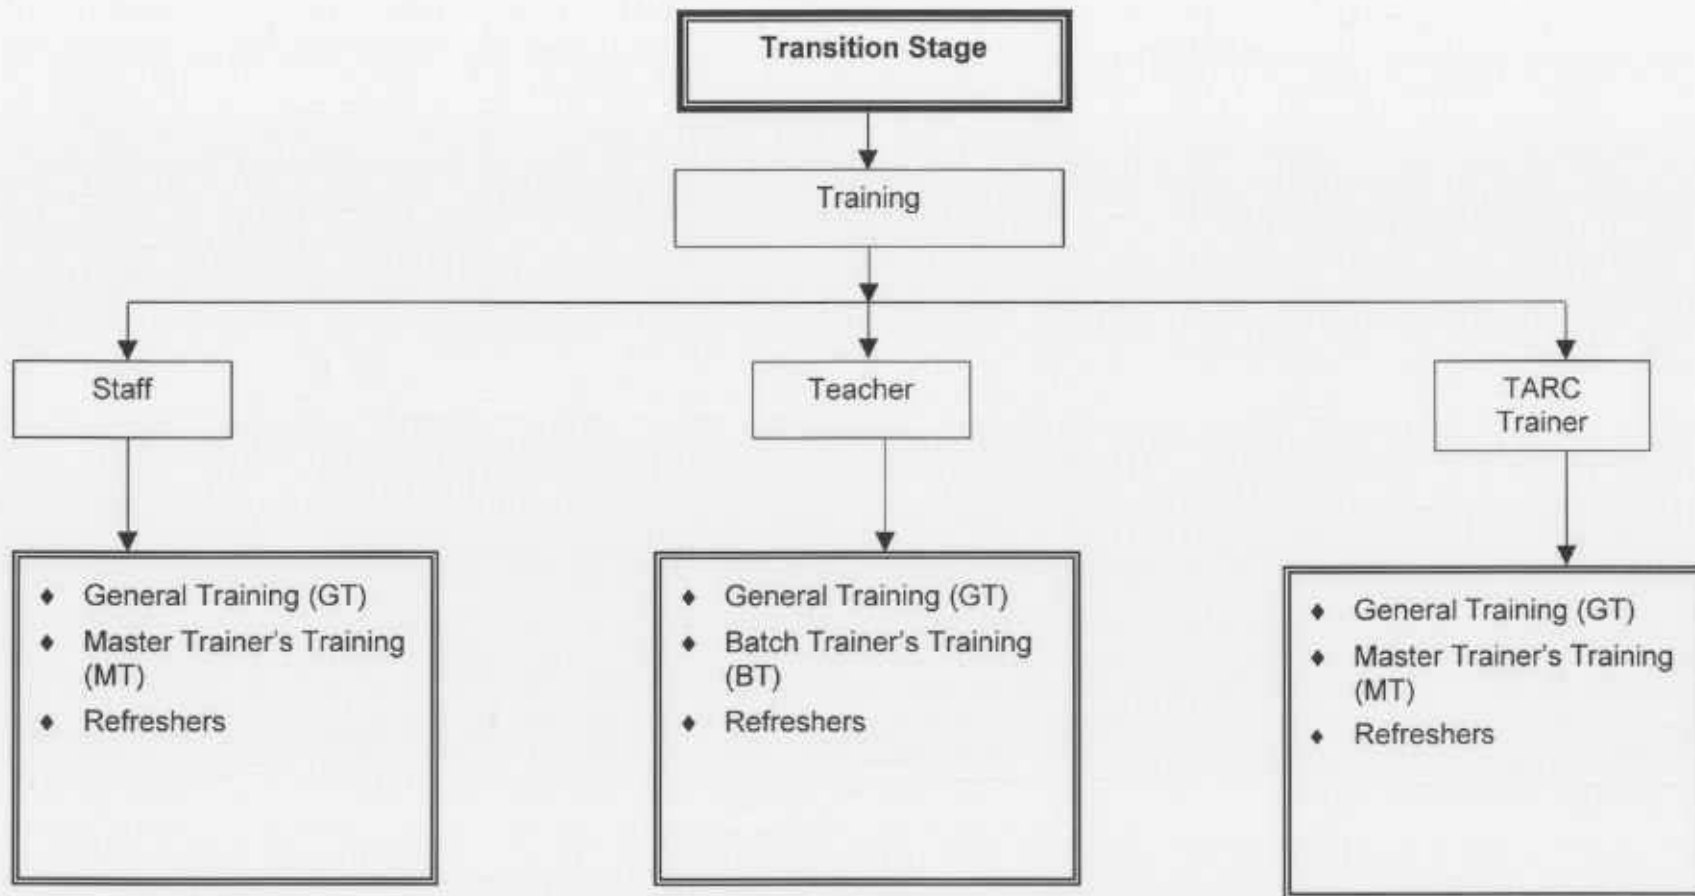 Transition Stage
Training
Staff
Teacher
TARC
Trainer
♦ General Training (GT)
♦ Master Trainer's Training
(MT)
♦ Refreshers
♦ General Training (GT)
♦ Batch Trainer's Training
(BT)
♦ Refreshers
♦ General Training (GT)
♦ Master Trainer's Training
(MT)
♦ Refreshers